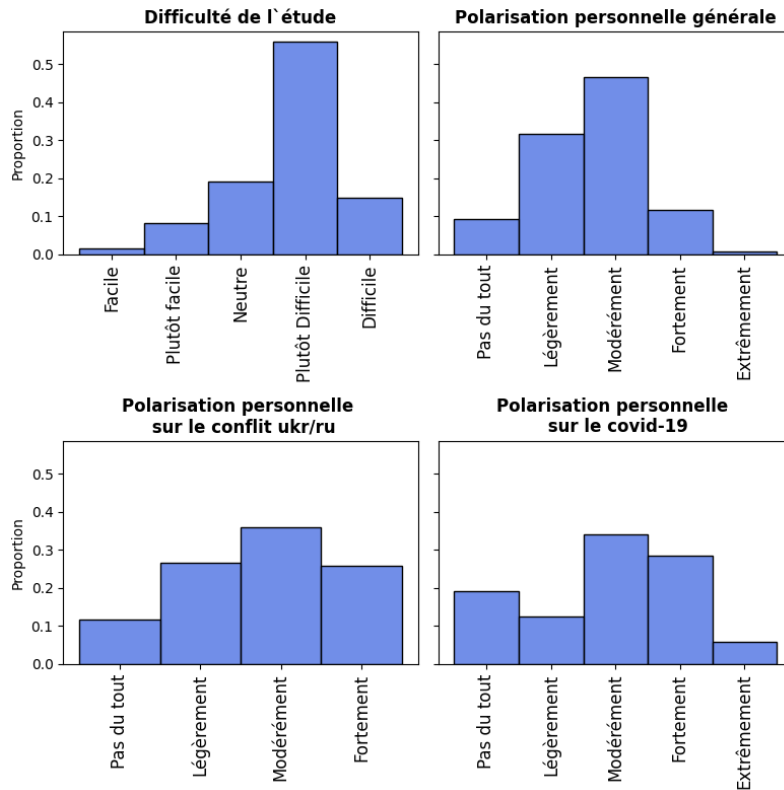 Difficulté de l`étude
Polarisation personnelle générale
0.5
0.4
0.3
0.2
0.1
0.0
Proportion
Facile
Plutôt facile
Neutre
Plutôt Difficile
Difficile
Pas du tout
Légèrement
Modérément
Fortement
Extrêmement
Polarisation personnelle
sur le conflit ukr/ru
Polarisation personnelle
sur le covid-19
0.5
0.4
0.3
0.2
0.1
0.0
Proportion
Pas du tout
Légèrement
Modérément
Fortement
Pas du tout
Légèrement
Modérément
Fortement
Extrêmement